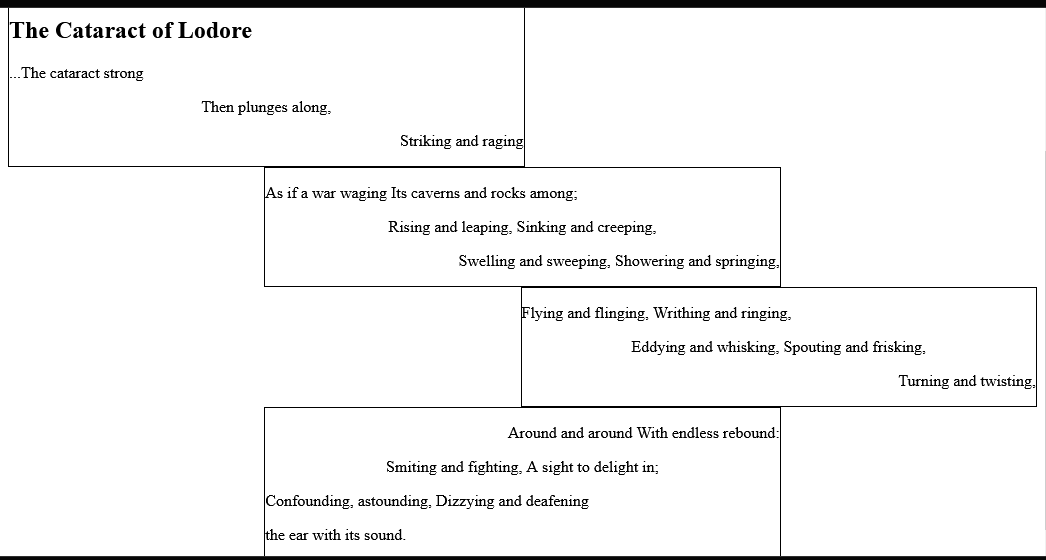 The Cataract of Lodore
...The cataract strong
Then plunges along,
Striking and raging
As if a war waging Its caverns and rocks among;
Rising and leaping, Sinking and creeping,
Swelling and sweeping, Showering and springing,
Flying and flinging, Writhing and ringing,
Eddying and whisking, Spouting and frisking,
Turning and twisting,
Around and around With endless rebound:
Smiting and fighting, A sight to delight in;
Confounding, astounding, Dizzying and deafening
the ear with its sound.